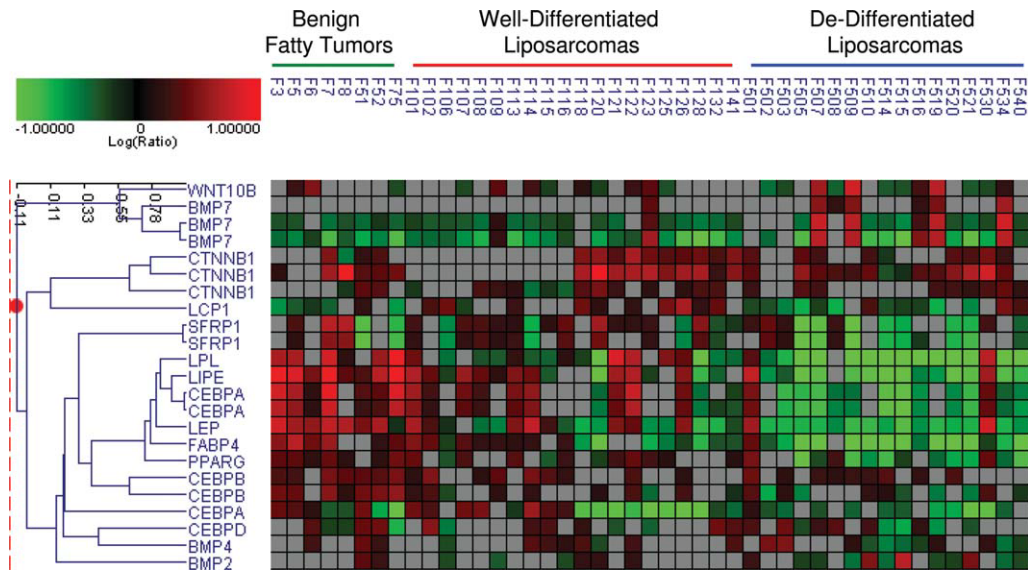 Benign
Fatty Tumors
Well-Differentiated
Liposarcomas
De-Differentiated
Liposarcomas
F3 F5 F6 F7 F8 F51 F52 F75 F101 F102 F106 F107 F108 F109 F113 F114 F115 F116 F118 F120 F121 F122 F123 F125 F126 F128 F132 F141 F501 F502 F503 F505 F507 F508 F509 F510 F514 F515 F516 F518 F519 F520 F521 F530 F534 F540
-1.00000 0 1.00000
Log(Ratio)
-0.11 0.11 0.33 0.55 0.78
WNT10B
BMP7
BMP7
BMP7
CTNNB1
CTNNB1
CTNNB1
LCP1
SFRP1
SFRP1
LPL
LIPE
CEBPA
CEBPA
LEP
FABP4
PPARG
CEBPB
CEBPB
CEBPA
CEBPD
BMP4
BMP2